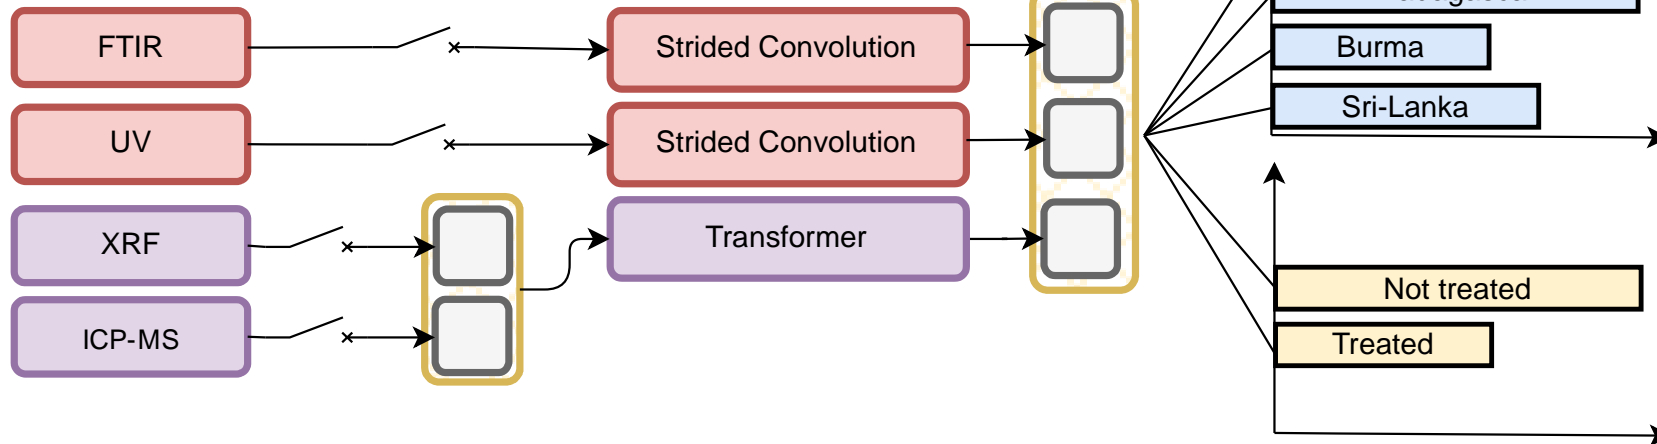 FTIR
Strided Convolution
Burma
UV
Strided Convolution
Sri-Lanka
XRF
Transformer
ICP-MS
Not treated
Treated